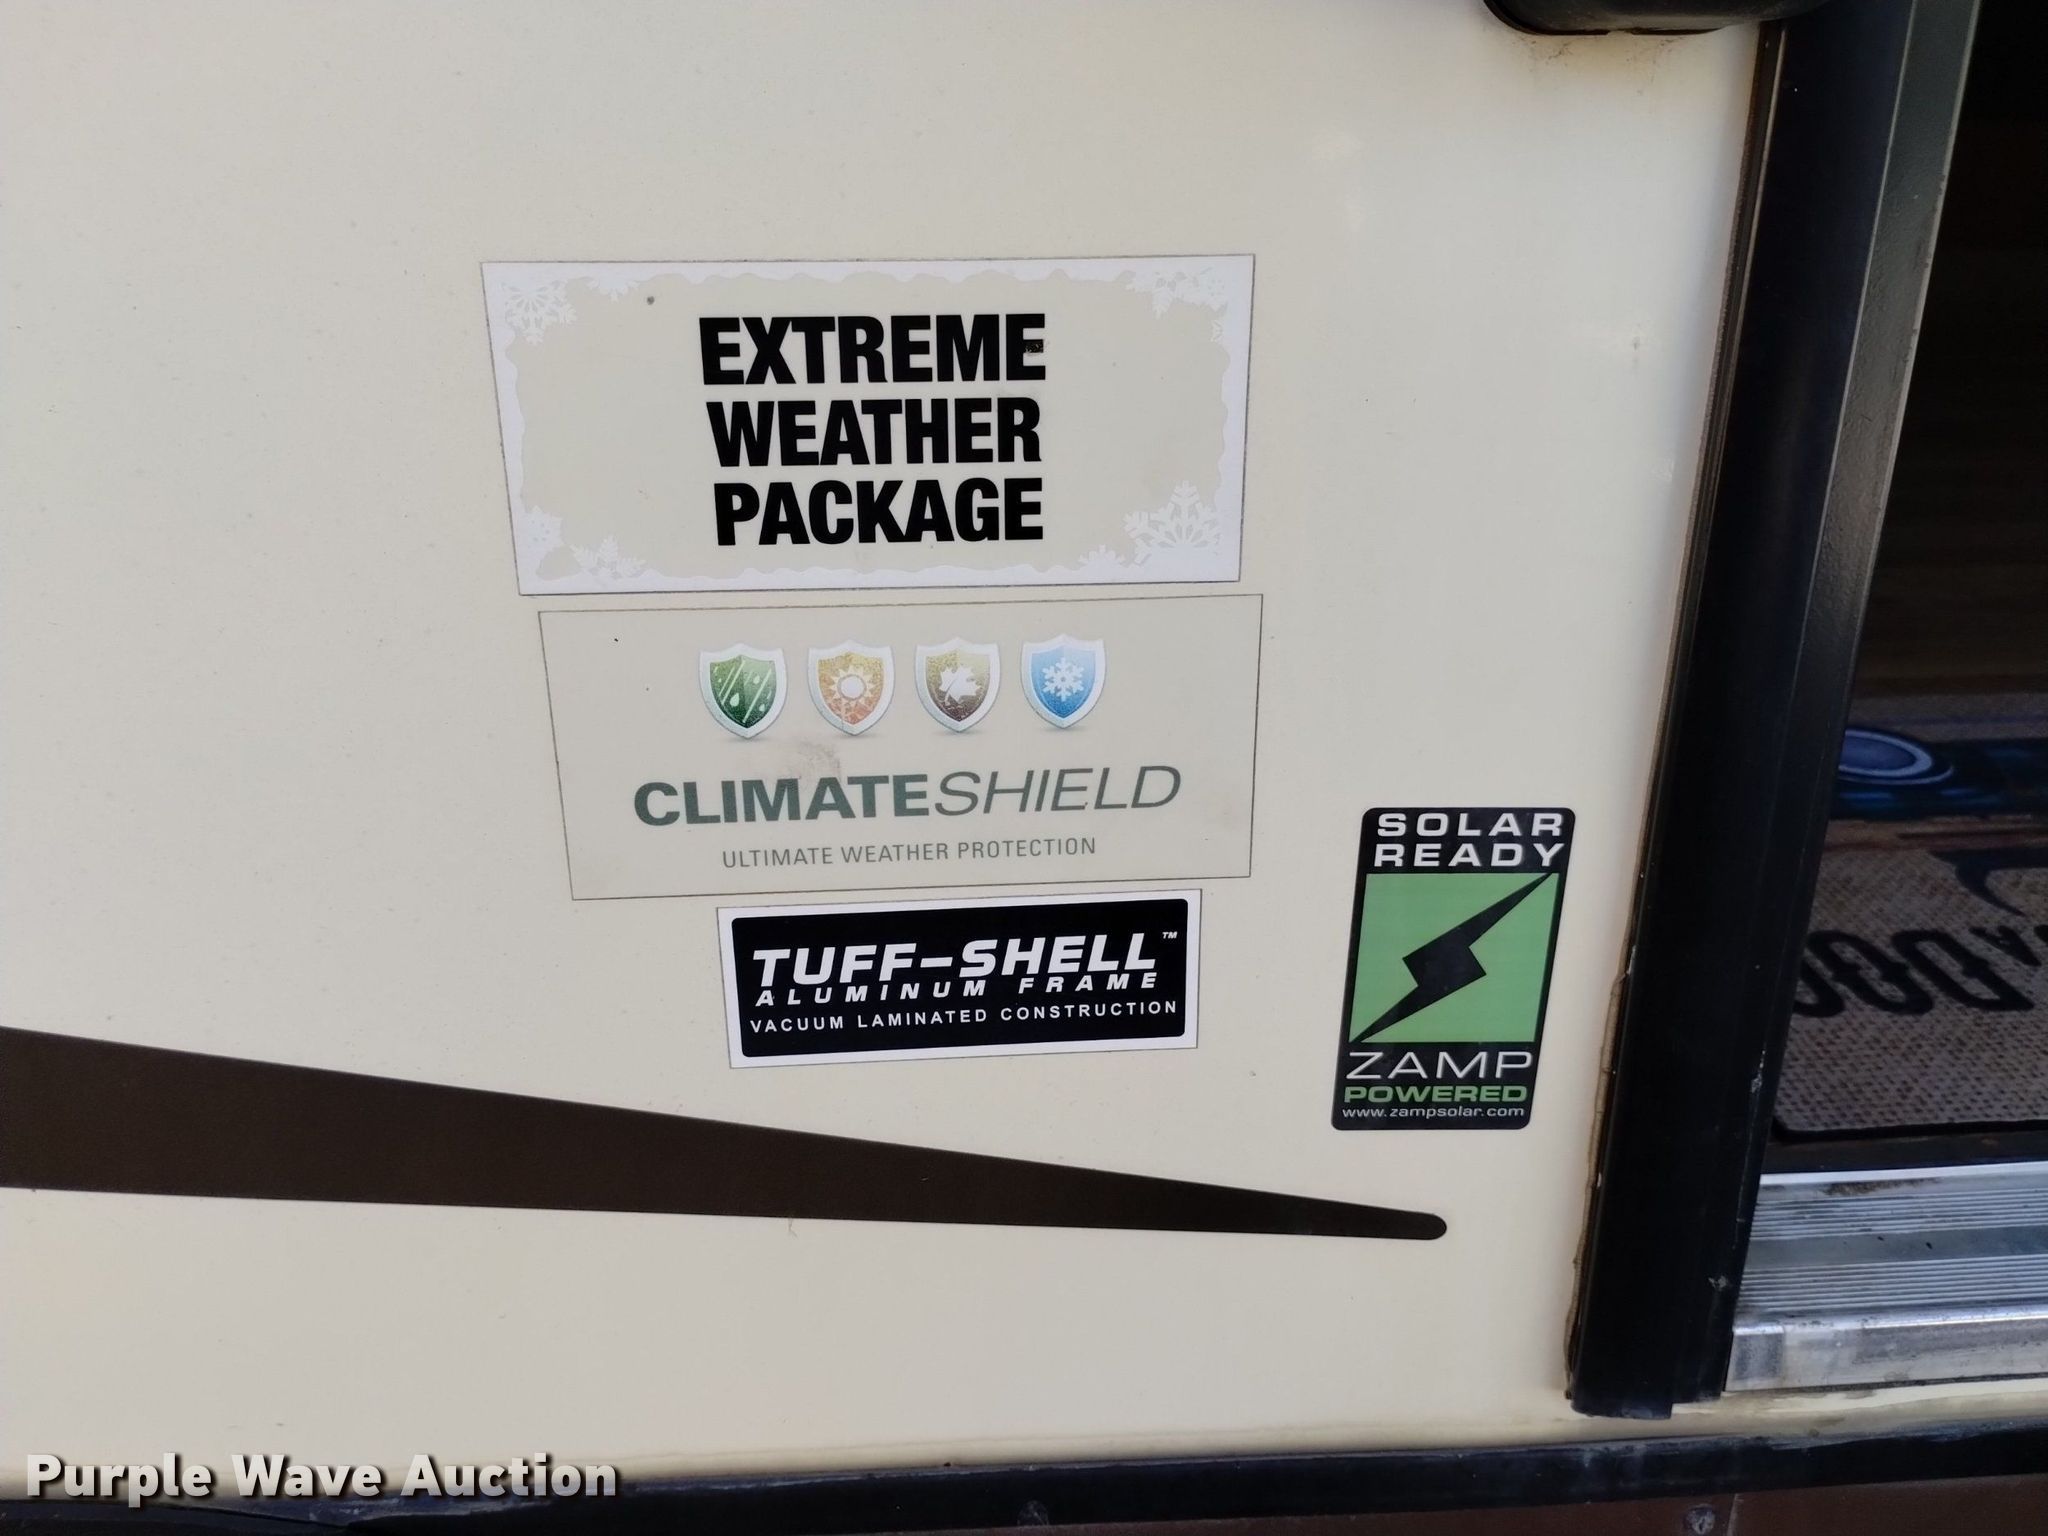 EXTREME
WEATHER
PACKAGE
CLIMATESHIELD
ULTIMATE WEATHER PROTECTION
TUFF-SHELL™
ALUMINUM FRAME
VACUUM LAMINATED CONSTRUCTION
SOLAR
READY
ZAMP
POWERED
www.zampsolar.com
Purple Wave Auction